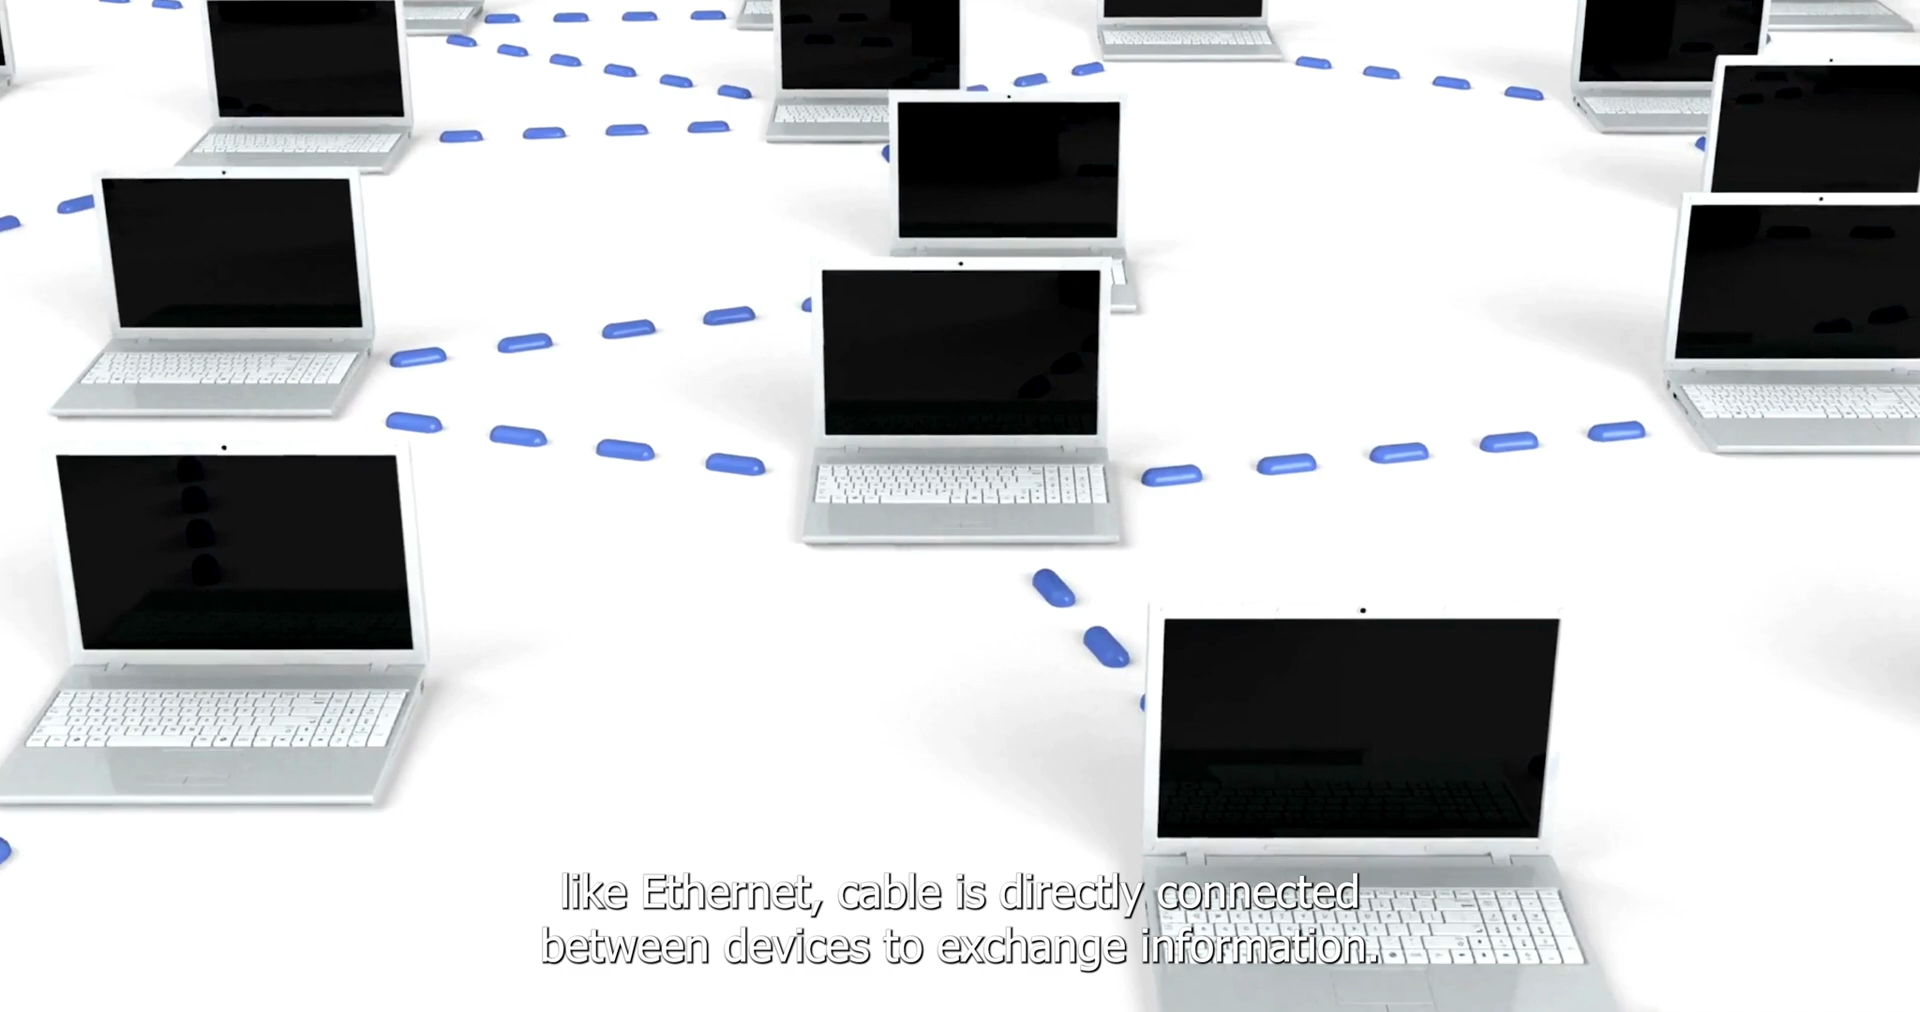 like Ethernet, cable is directly connected
between devices to exchange information.